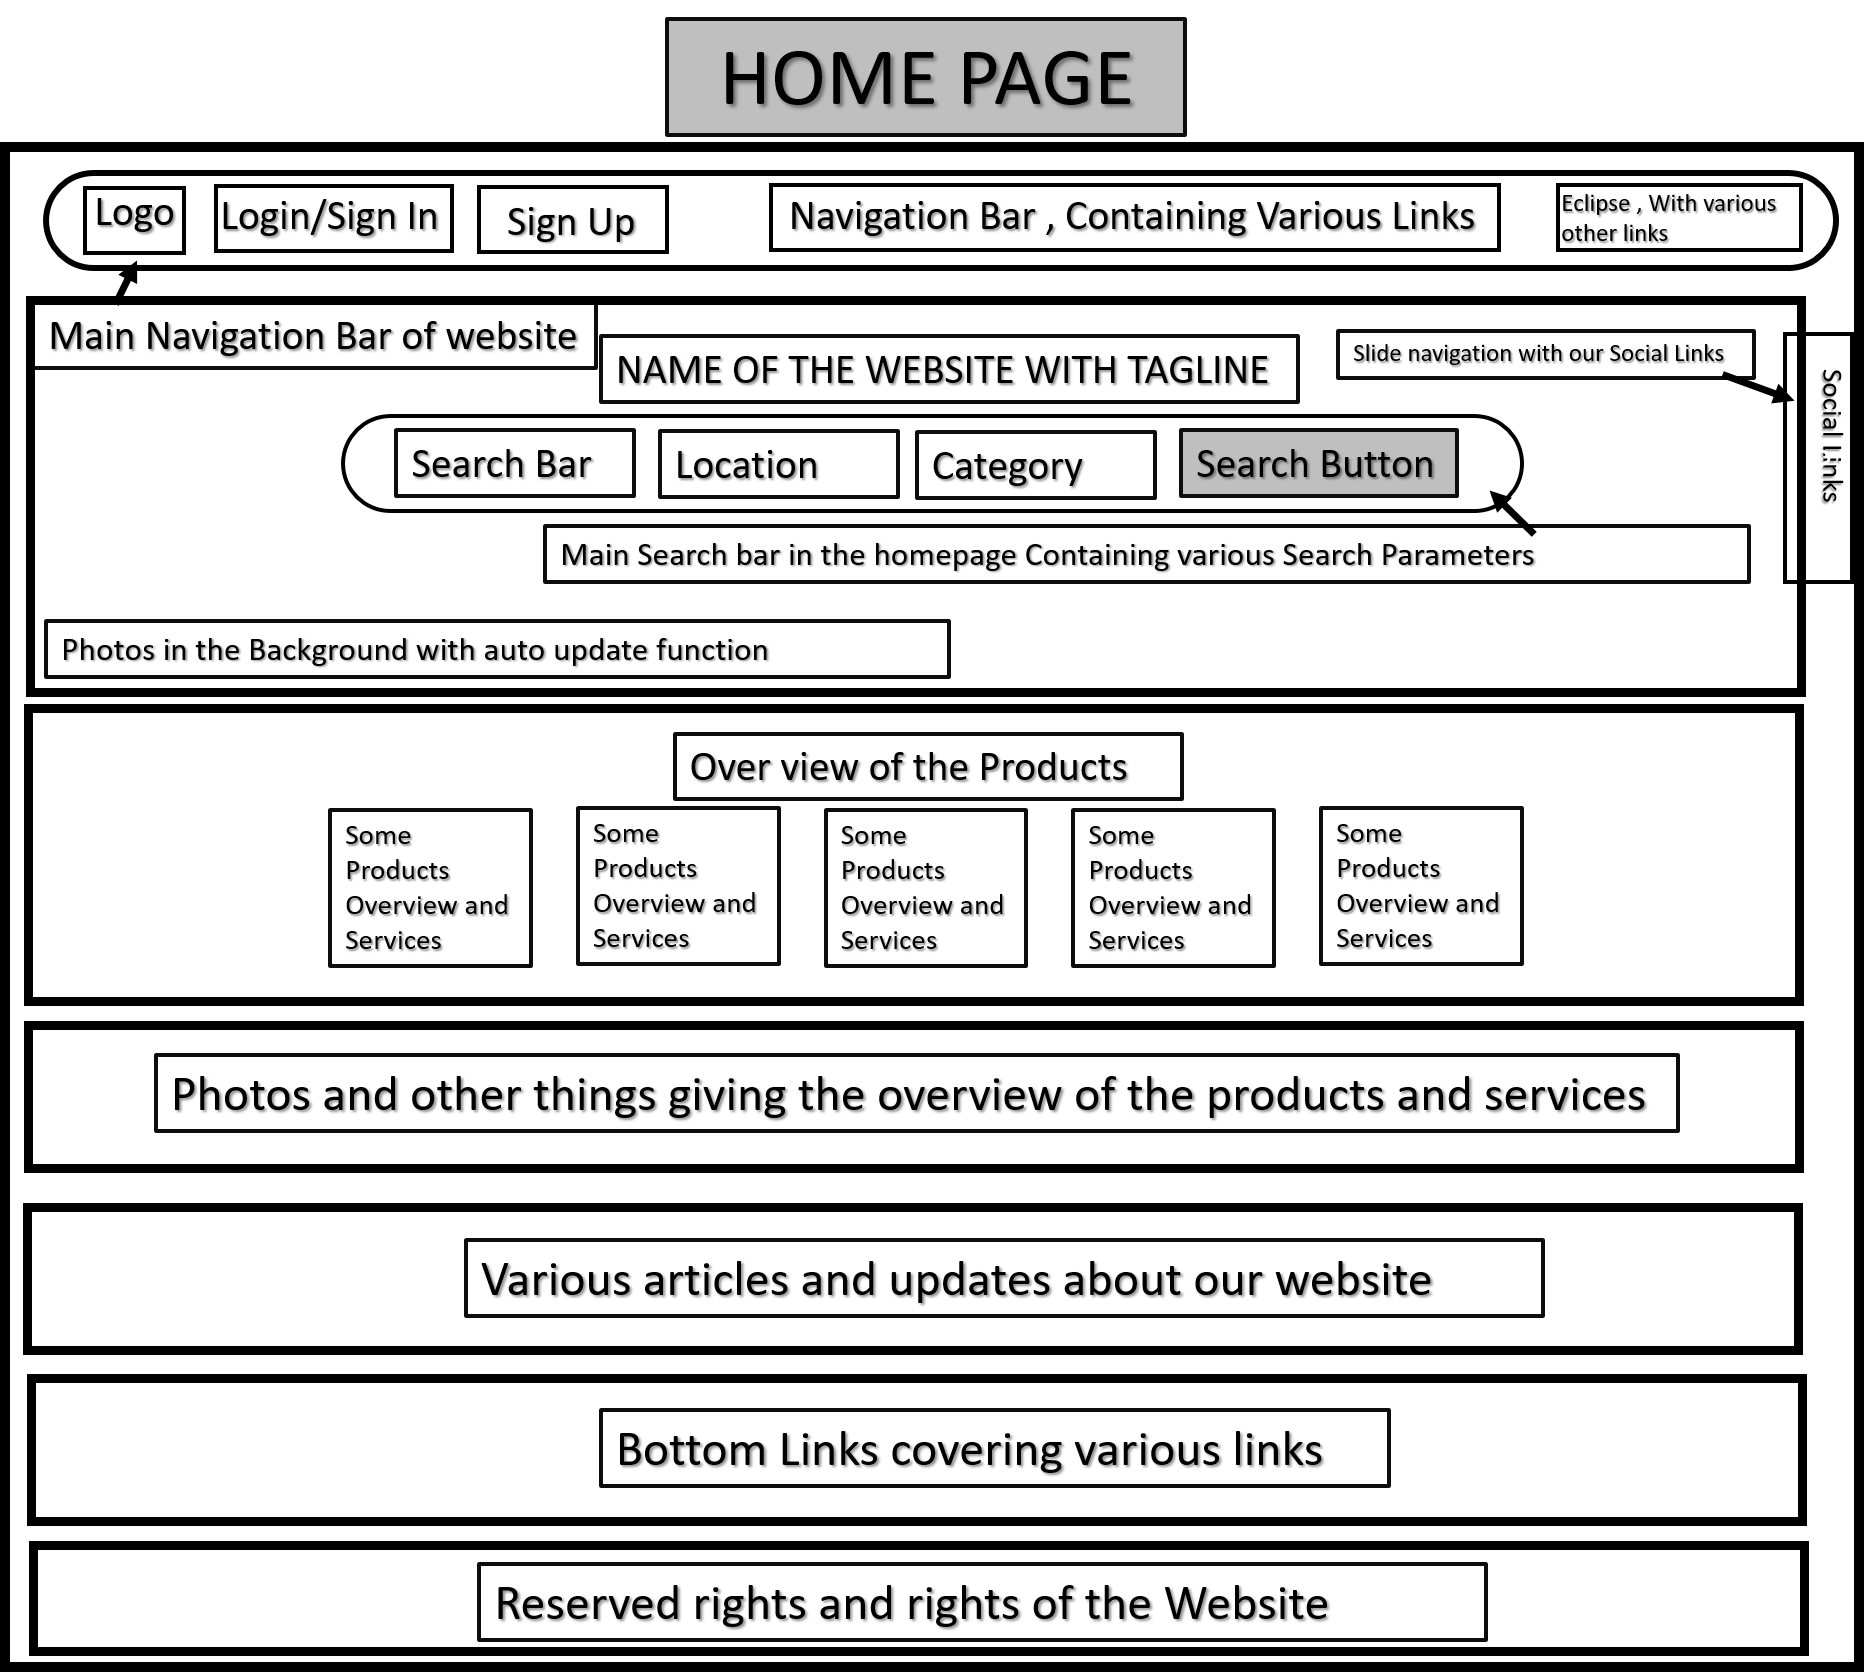 HOME PAGE
Logo
Login/Sign In
Sign Up
Navigation Bar , Containing Various Links
Eclipse , With various
other links
Main Navigation Bar of website
NAME OF THE WEBSITE WITH TAGLINE
Slide navigation with our Social Links
Social Links
Search Bar
Location
Category
Search Button
Main Search bar in the homepage Containing various Search Parameters
Photos in the Background with auto update function
Over view of the Products
Some
Products
Overview and
Services
Some
Products
Overview and
Services
Some
Products
Overview and
Services
Some
Products
Overview and
Services
Some
Products
Overview and
Services
Photos and other things giving the overview of the products and services
Various articles and updates about our website
Bottom Links covering various links
Reserved rights and rights of the Website